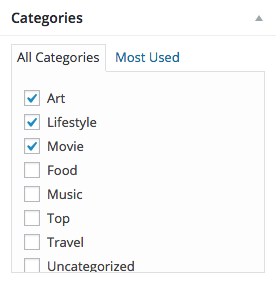 Categories
All Categories Most Used
Art
Lifestyle
Movie
Food
Music
Top
Travel
Uncategorized